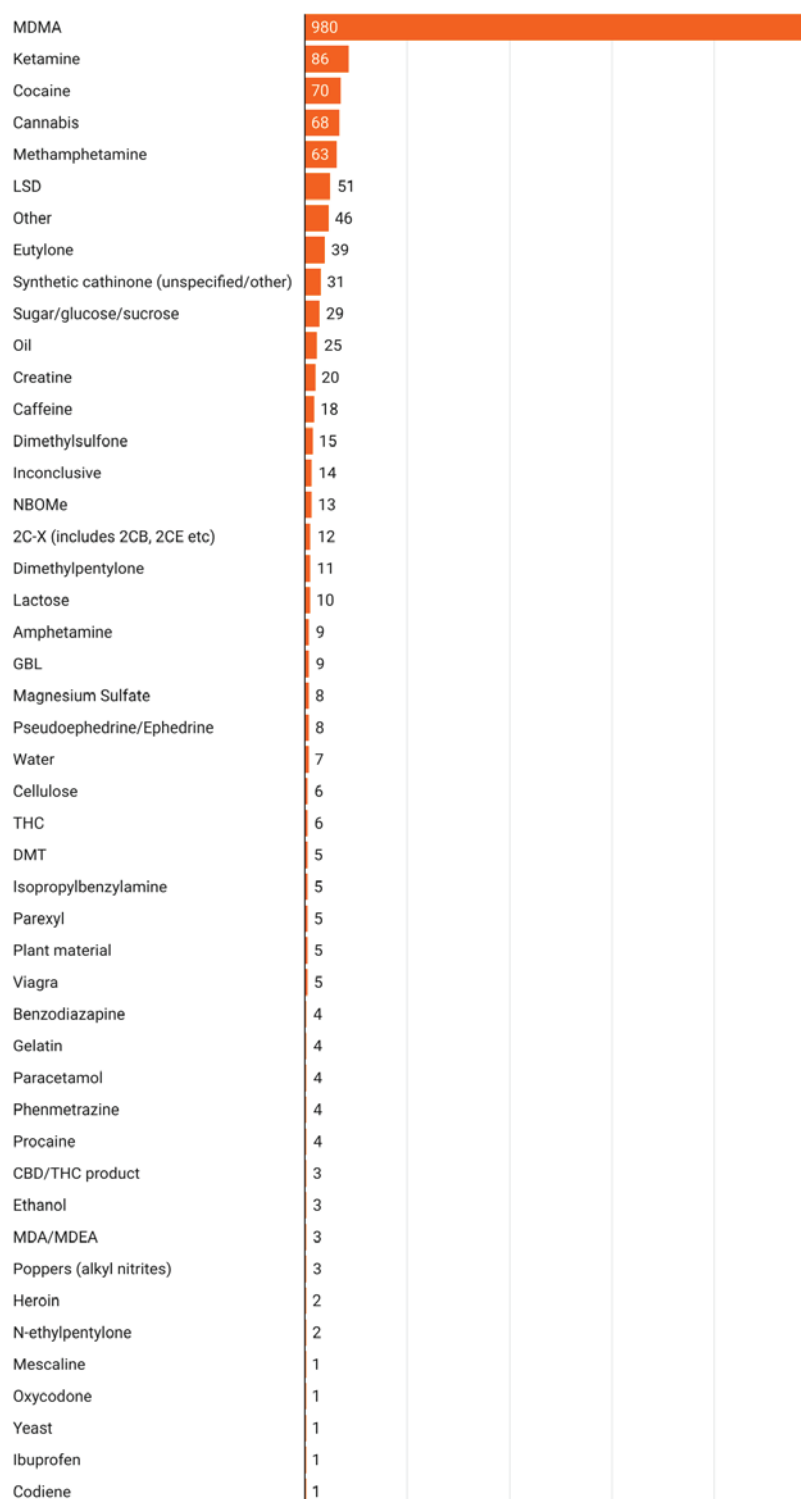 MDMA 980
Ketamine 86
Cocaine 70
Cannabis 68
Methamphetamine 63
LSD 51
Other 46
Eutylone 39
Synthetic cathinone (unspecified/other) 31
Sugar/glucose/sucrose 29
Oil 25
Creatine 20
Caffeine 18
Dimethylsulfone 15
Inconclusive 14
NBOMe 13
2C-X (includes 2CB, 2CE etc) 12
Dimethylpentylone 11
Lactose 10
Amphetamine 9
GBL 9
Magnesium Sulfate 8
Pseudoephedrine/Ephedrine 8
Water 7
Cellulose 6
THC 6
DMT 5
Isopropylbenzylamine 5
Parexyl 5
Plant material 5
Viagra 5
Benzodiazapine 4
Gelatin 4
Paracetamol 4
Phenmetrazine 4
Procaine 4
CBD/THC product 3
Ethanol 3
MDA/MDEA 3
Poppers (alkyl nitrites) 3
Heroin 2
N-ethylpentylone 2
Mescaline 1
Oxycodone 1
Yeast 1
Ibuprofen 1
Codiene 1